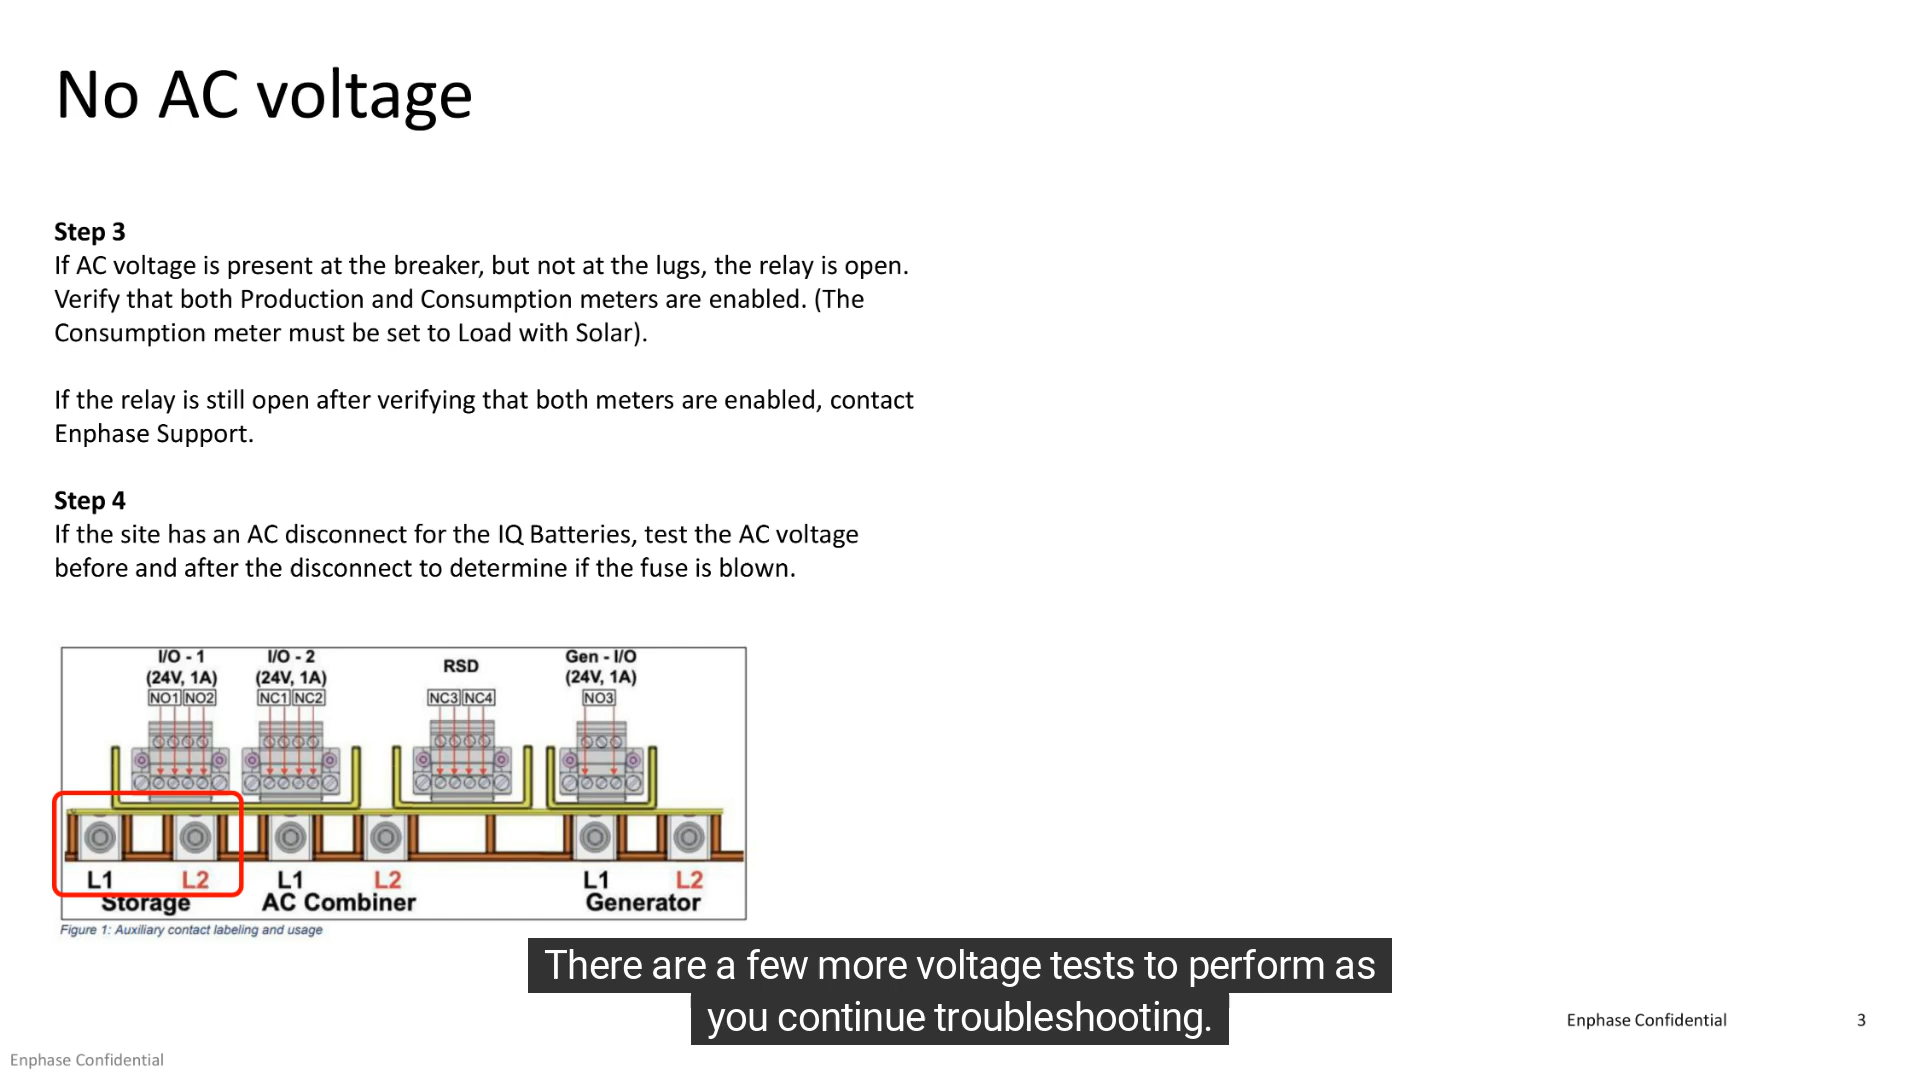 No AC voltage
Step 3
If AC voltage is present at the breaker, but not at the lugs, the relay is open.
Verify that both Production and Consumption meters are enabled. (The
Consumption meter must be set to Load with Solar).
If the relay is still open after verifying that both meters are enabled, contact
Enphase Support.
Step 4
If the site has an AC disconnect for the IQ Batteries, test the AC voltage
before and after the disconnect to determine if the fuse is blown.
I/O - 1 I/O - 2 RSD Gen - I/O
(24V, 1A) (24V, 1A) (24V, 1A)
NO1 NO2 NC1 NC2 NC3 NC4 NO3
L1 L2 L1 L2 L1 L2
Storage AC Combiner Generator
Figure 1: Auxiliary contact labeling and usage
There are a few more voltage tests to perform as
you continue troubleshooting.
Enphase Confidential 3
Enphase Confidential